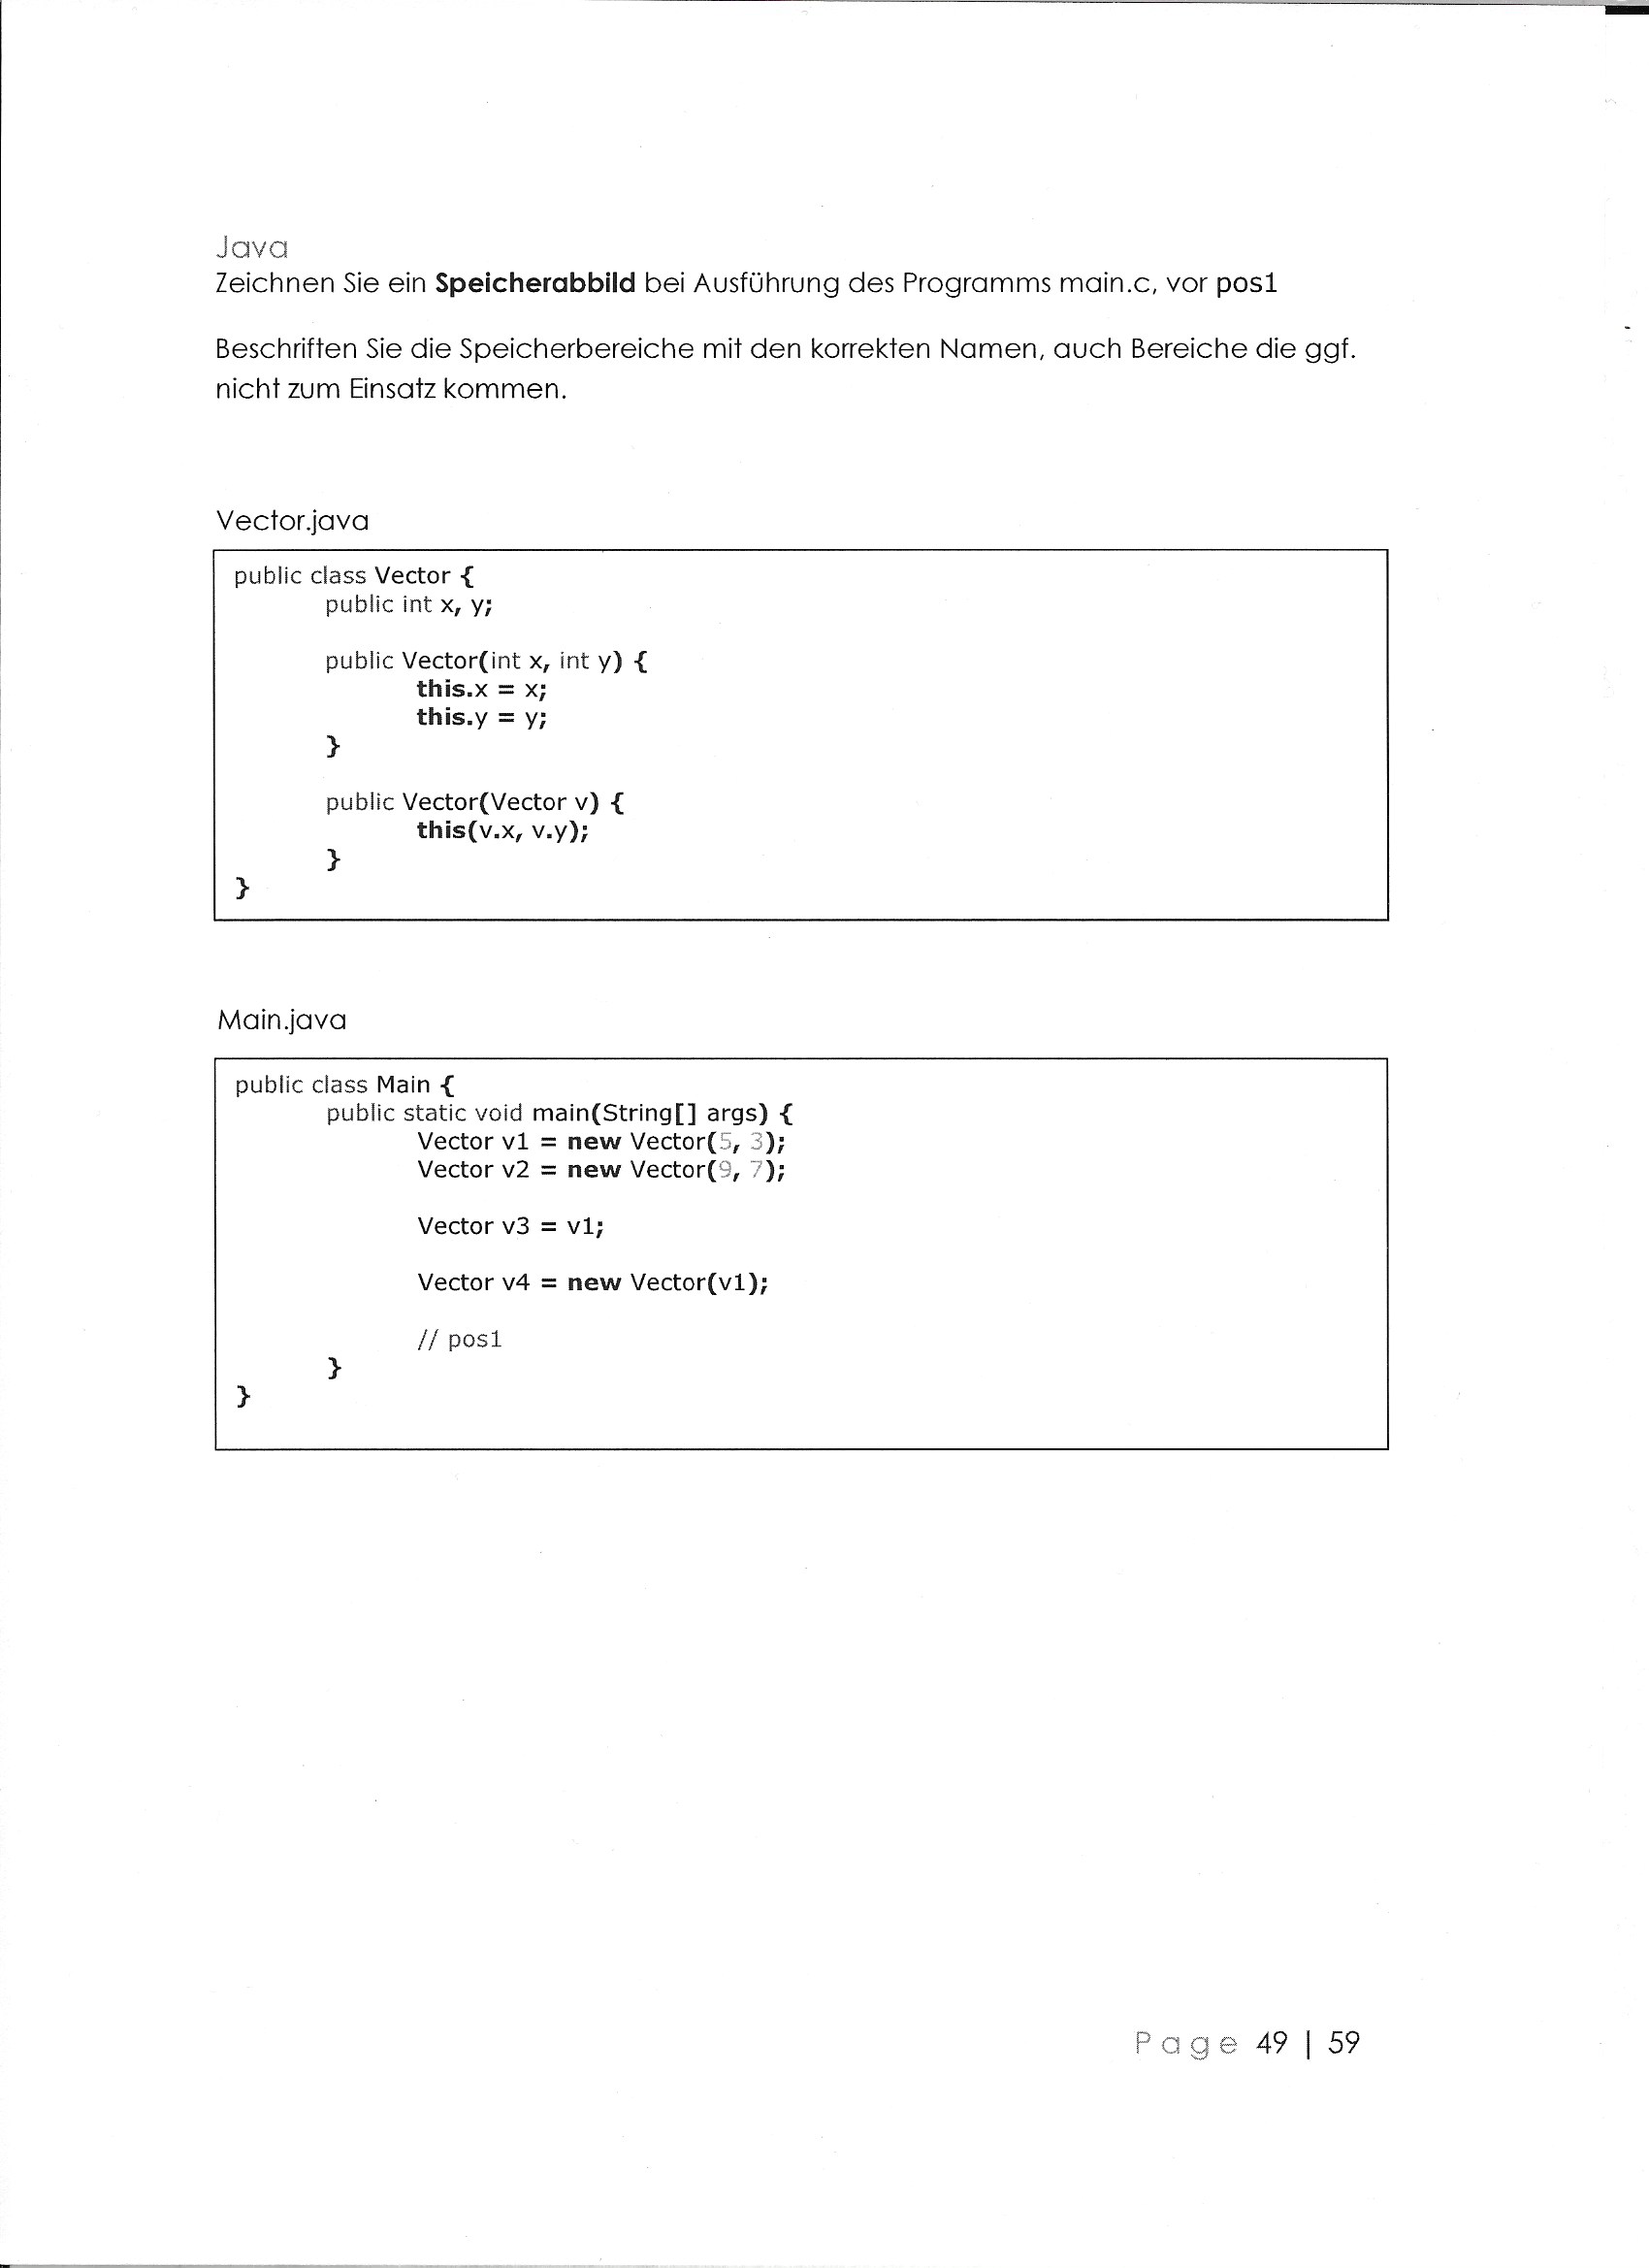 Java
Zeichnen Sie ein Speicherabbild bei Ausführung des Programms main.c, vor pos1
Beschriften Sie die Speicherbereiche mit den korrekten Namen, auch Bereiche die ggf.
nicht zum Einsatz kommen.
Vector.java
public class Vector {
public int x, y;
public Vector(int x, int y) {
this.x = x;
this.y = y;
}
public Vector(Vector v) {
this(v.x, v.y);
}
}
Main.java
public class Main {
public static void main(String[] args) {
Vector v1 = new Vector(5, 3);
Vector v2 = new Vector(9, 7);
Vector v3 = v1;
Vector v4 = new Vector(v1);
// pos1
}
}
Page 49 | 59